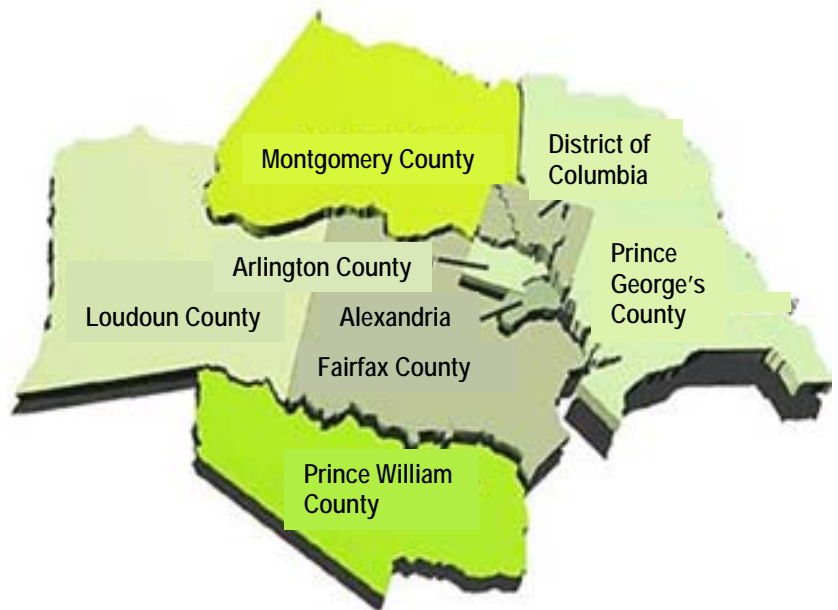 Montgomery County
District of
Columbia
Arlington County
Prince
George's
County
Loudoun County
Alexandria
Fairfax County
Prince William
County